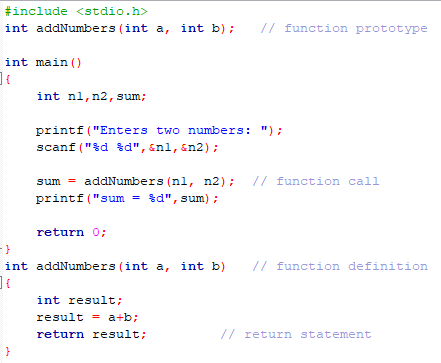 #include <stdio.h>
int addNumbers(int a, int b);   // function prototype
int main()
{
    int n1,n2,sum;
    printf("Enters two numbers: ");
    scanf("%d %d",&n1,&n2);
    sum = addNumbers(n1, n2);  // function call
    printf("sum = %d",sum);
    return 0;
}
int addNumbers(int a, int b)   // function definition
{
    int result;
    result = a+b;
    return result;         // return statement
}